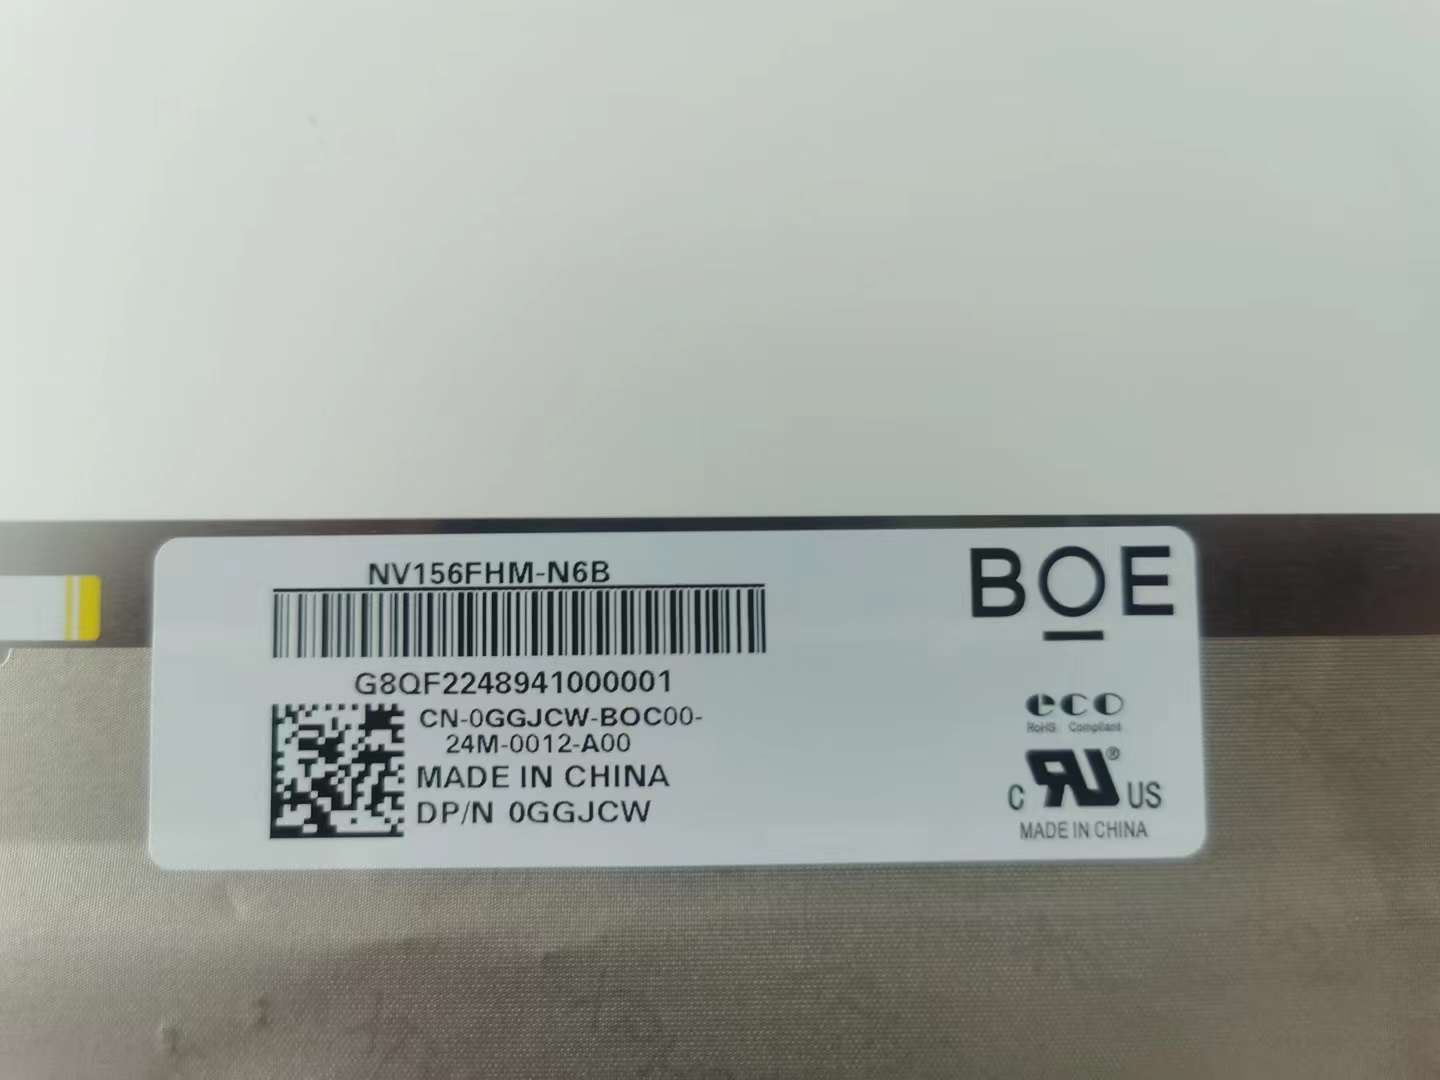 NV156FHM-N6B
BOE
G8QF2248941000001
CN-0GGJCW-BOC00-
24M-0012-A00
MADE IN CHINA
DP/N 0GGJCW
eco
RoHS Compliant
C RU ® US
MADE IN CHINA